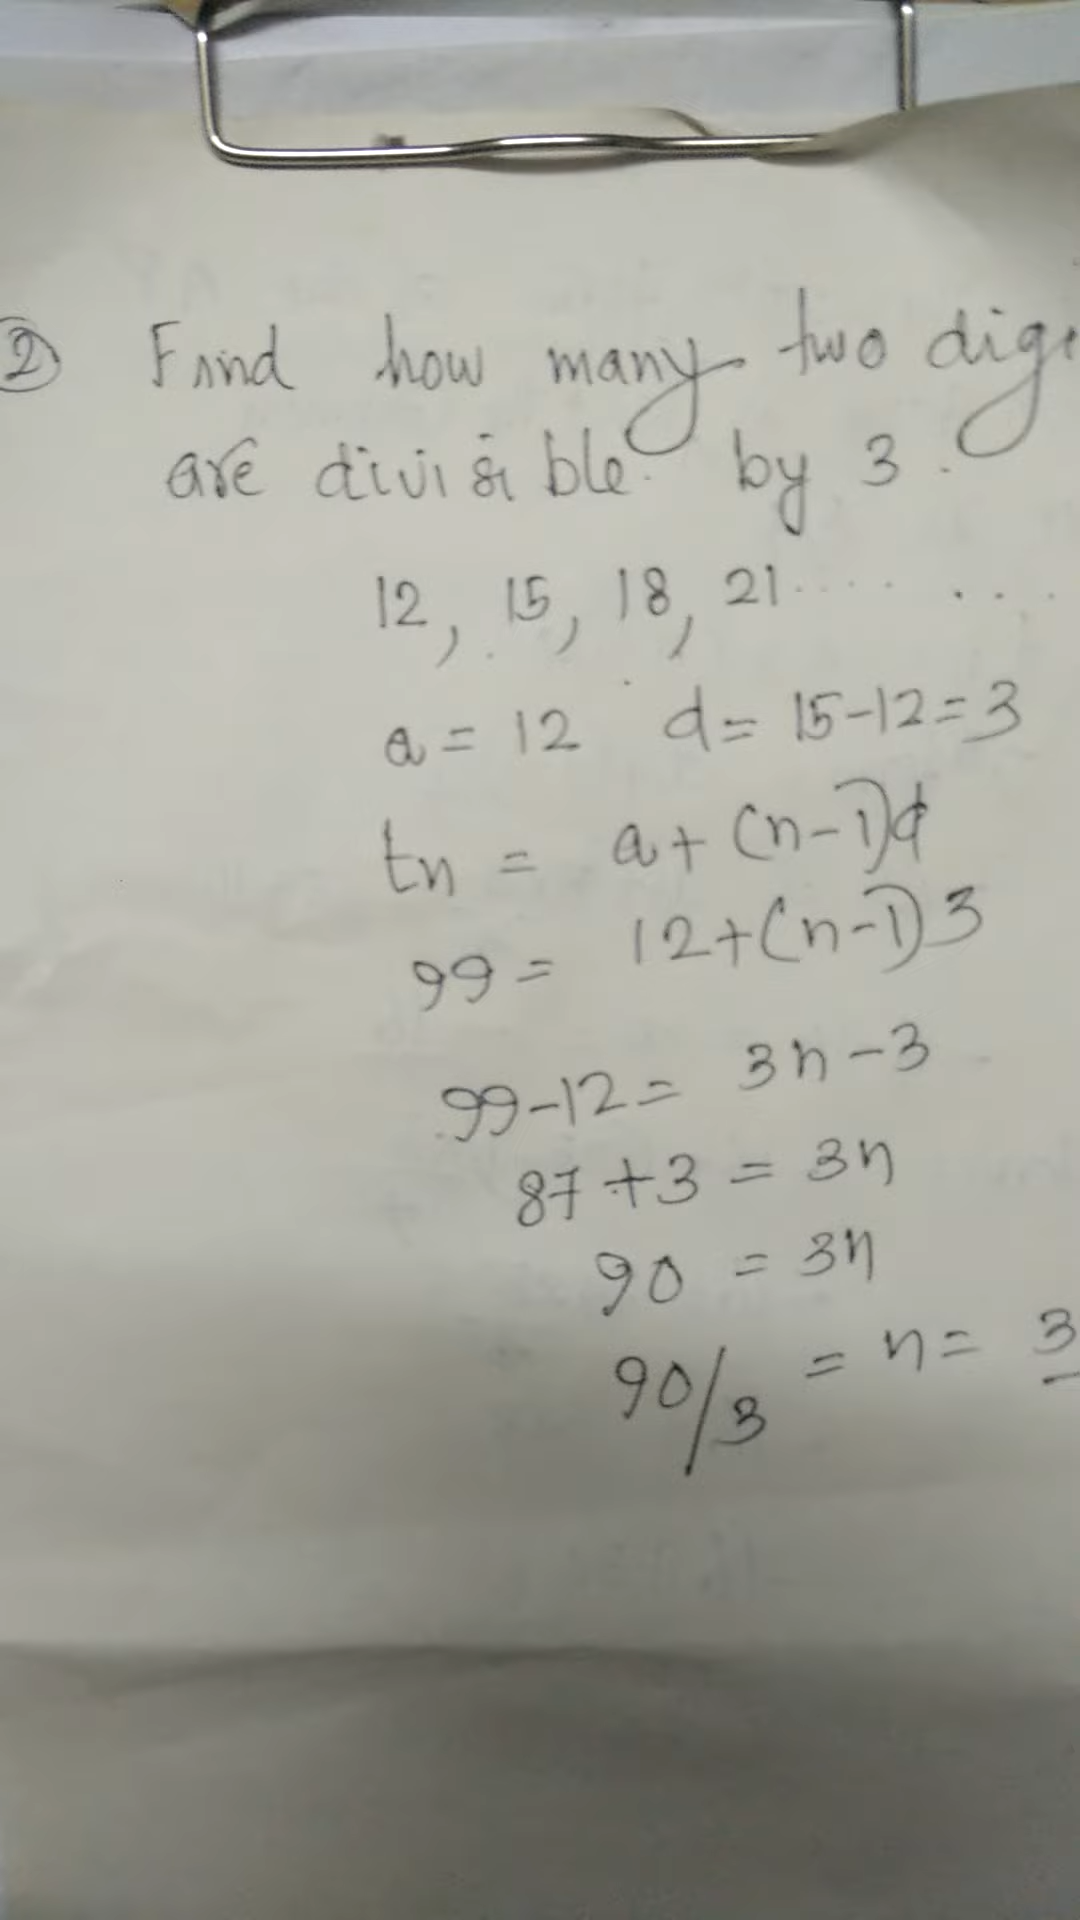 ② Find how many two dig
are divisible by 3.
12, 15, 18, 21 .... ...
a = 12 d = 15-12=3
tn = a+(n-1)d
99 = 12+(n-1)3
99-12 = 3n-3
87+3 = 3n
90 = 3n
90/3 = n = 3